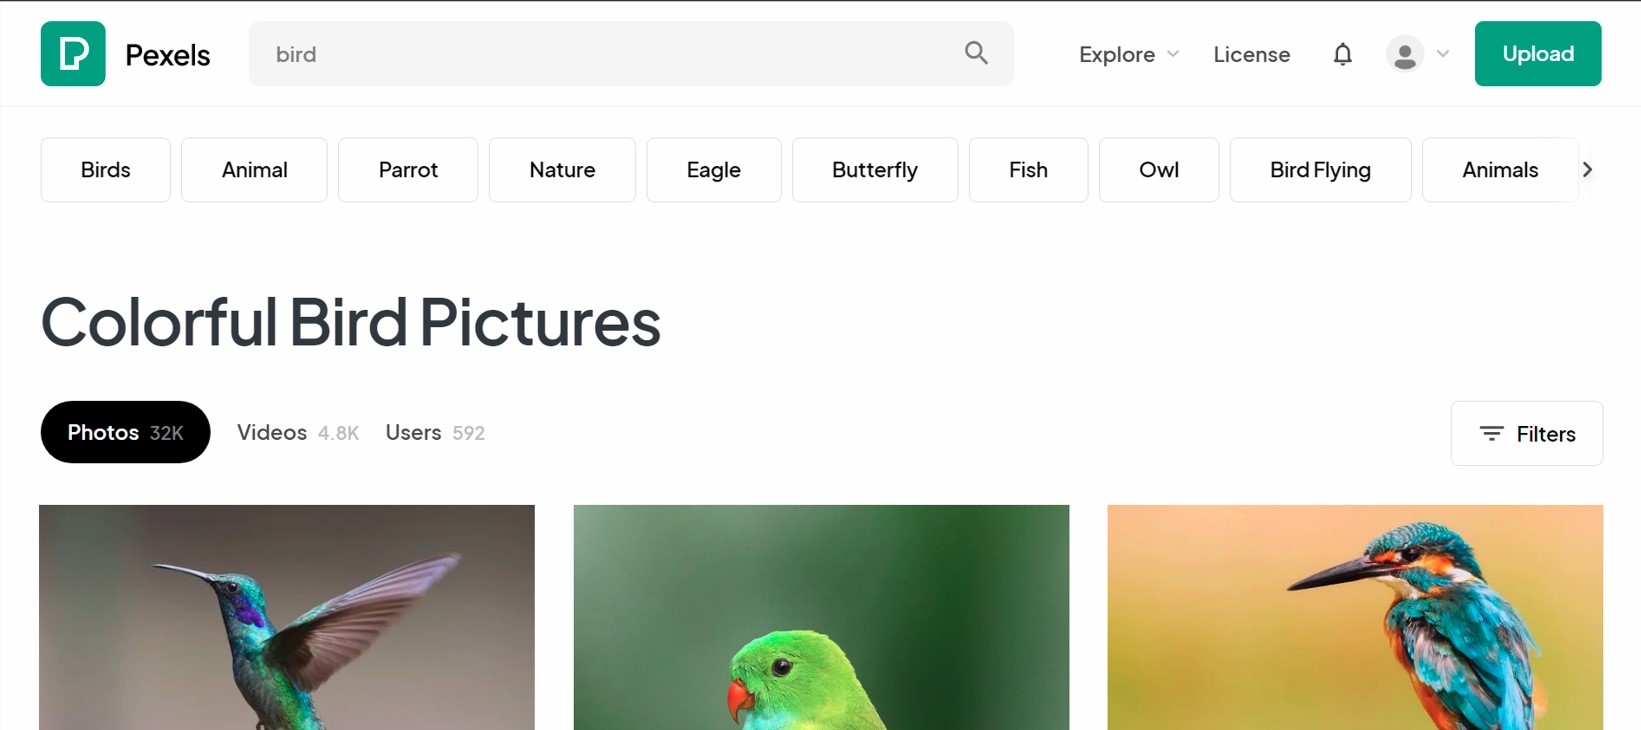 Pexels bird Explore License Upload
Birds Animal Parrot Nature Eagle Butterfly Fish Owl Bird Flying Animals
Colorful Bird Pictures
Photos 32K Videos 4.8K Users 592 Filters